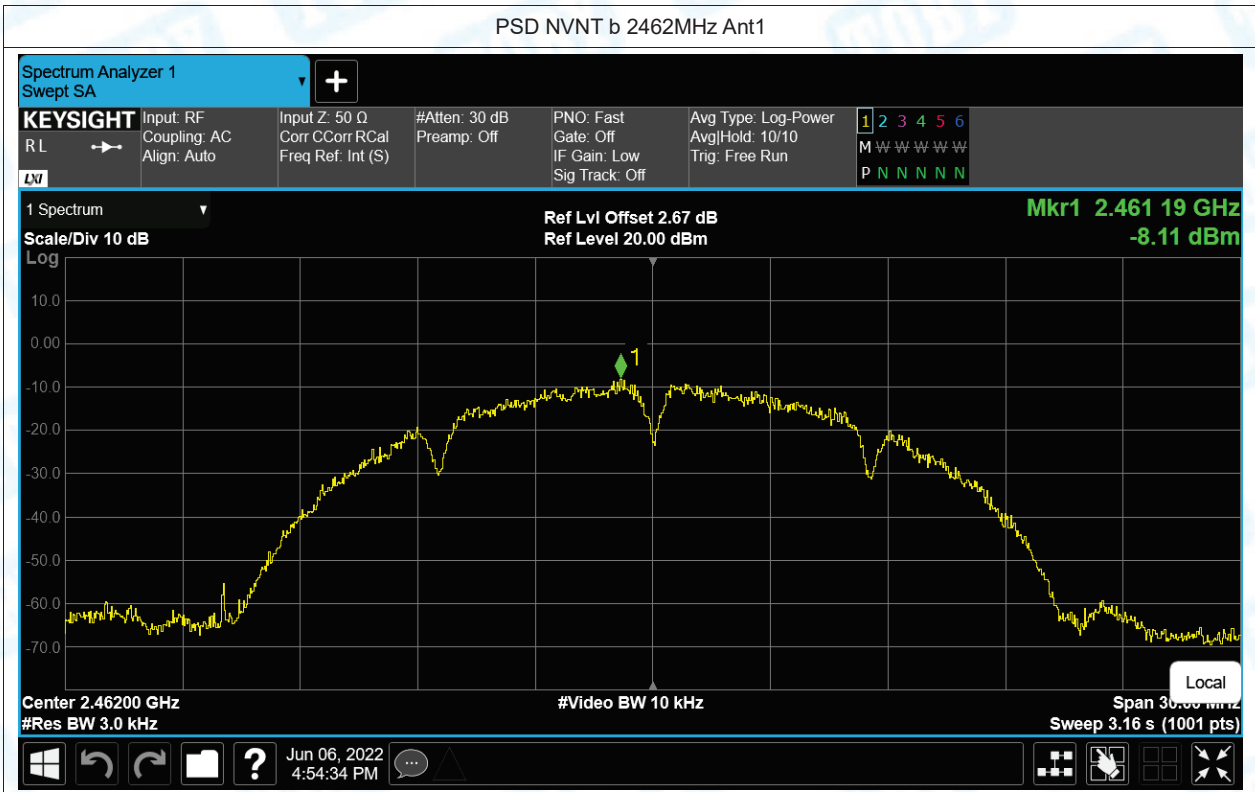 PSD NVNT b 2462MHz Ant1
Spectrum Analyzer 1
Swept SA
KEYSIGHT
R L
LXI
Input: RF
Coupling: AC
Align: Auto
Input Z: 50 Ω
Corr CCorr RCal
Freq Ref: Int (S)
#Atten: 30 dB
Preamp: Off
PNO: Fast
Gate: Off
IF Gain: Low
Sig Track: Off
Avg Type: Log-Power
Avg|Hold: 10/10
Trig: Free Run
1 2 3 4 5 6
M W W W W W
P N N N N N
1 Spectrum
Scale/Div 10 dB
Ref Lvl Offset 2.67 dB
Ref Level 20.00 dBm
Mkr1 2.461 19 GHz
-8.11 dBm
Log
10.0
0.00
-10.0
-20.0
-30.0
-40.0
-50.0
-60.0
-70.0
1
Local
Center 2.46200 GHz
#Res BW 3.0 kHz
#Video BW 10 kHz
Span 30.00 MHz
Sweep 3.16 s (1001 pts)
?
Jun 06, 2022
4:54:34 PM